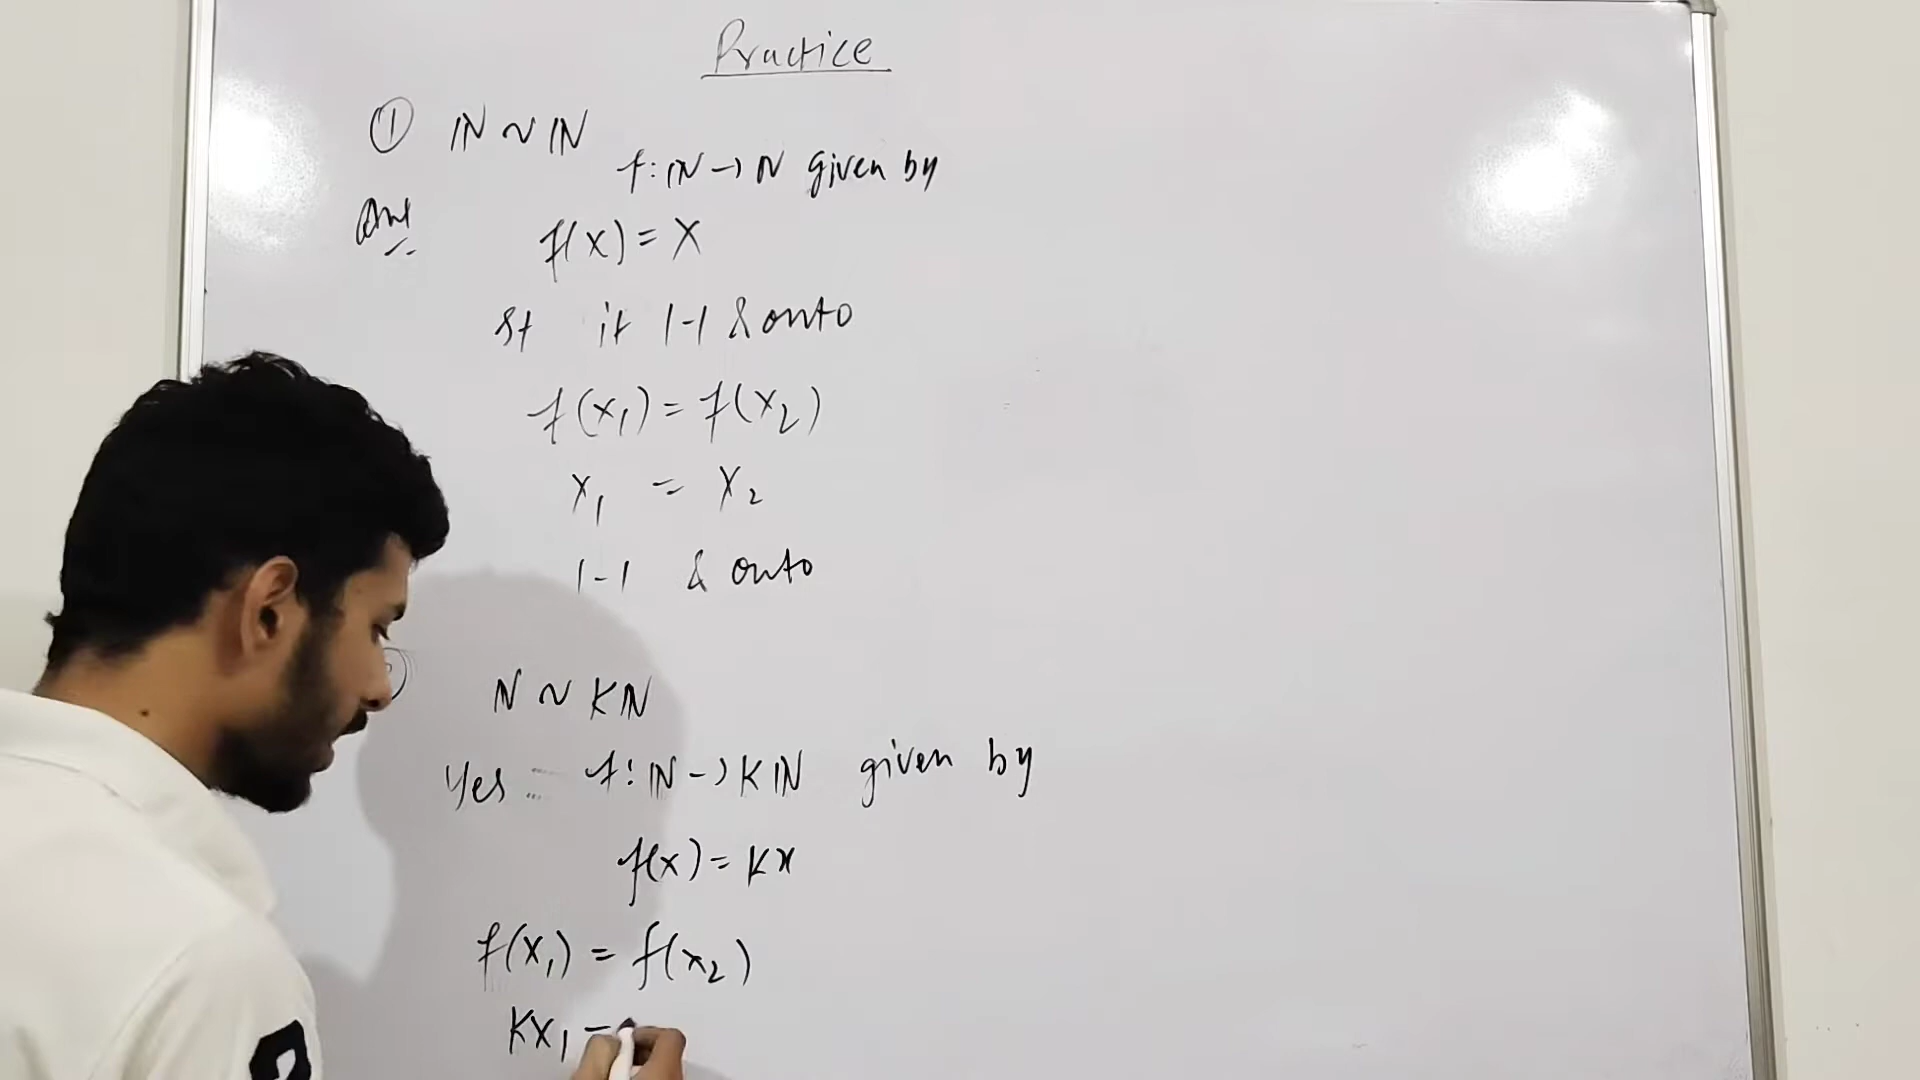 Practice
① ℕ ~ ℕ
f: ℕ → N given by
Ans
f(x) = x
St it 1-1 & onto
f(x₁) = f(x₂)
x₁ = x₂
1-1 & onto
N ~ Kℕ
Yes = f: ℕ → Kℕ given by
f(x) = Kx
f(x₁) = f(x₂)
Kx₁ =